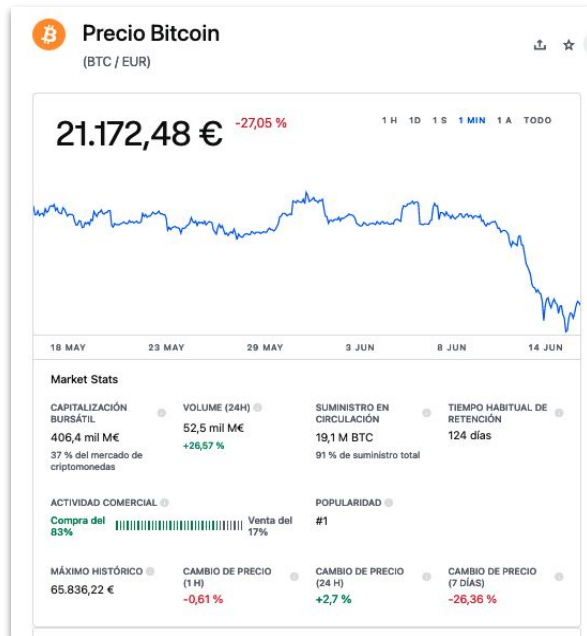 Precio Bitcoin
(BTC / EUR)
21.172,48 € -27,05 %
1 H 1D 1 S 1 MIN 1 A TODO
18 MAY 23 MAY 29 MAY 3 JUN 8 JUN 14 JUN
Market Stats
CAPITALIZACIÓN BURSÁTIL
406,4 mil M€
37 % del mercado de
criptomonedas
VOLUME (24H)
52,5 mil M€
+26,57 %
SUMINISTRO EN
CIRCULACIÓN
19,1 M BTC
91 % de suministro total
TIEMPO HABITUAL DE
RETENCIÓN
124 días
ACTIVIDAD COMERCIAL
Compra del
83%
Venta del
17%
POPULARIDAD
#1
MÁXIMO HISTÓRICO
65.836,22 €
CAMBIO DE PRECIO
(1 H)
-0,61 %
CAMBIO DE PRECIO
(24 H)
+2,7 %
CAMBIO DE PRECIO
(7 DÍAS)
-26,36 %